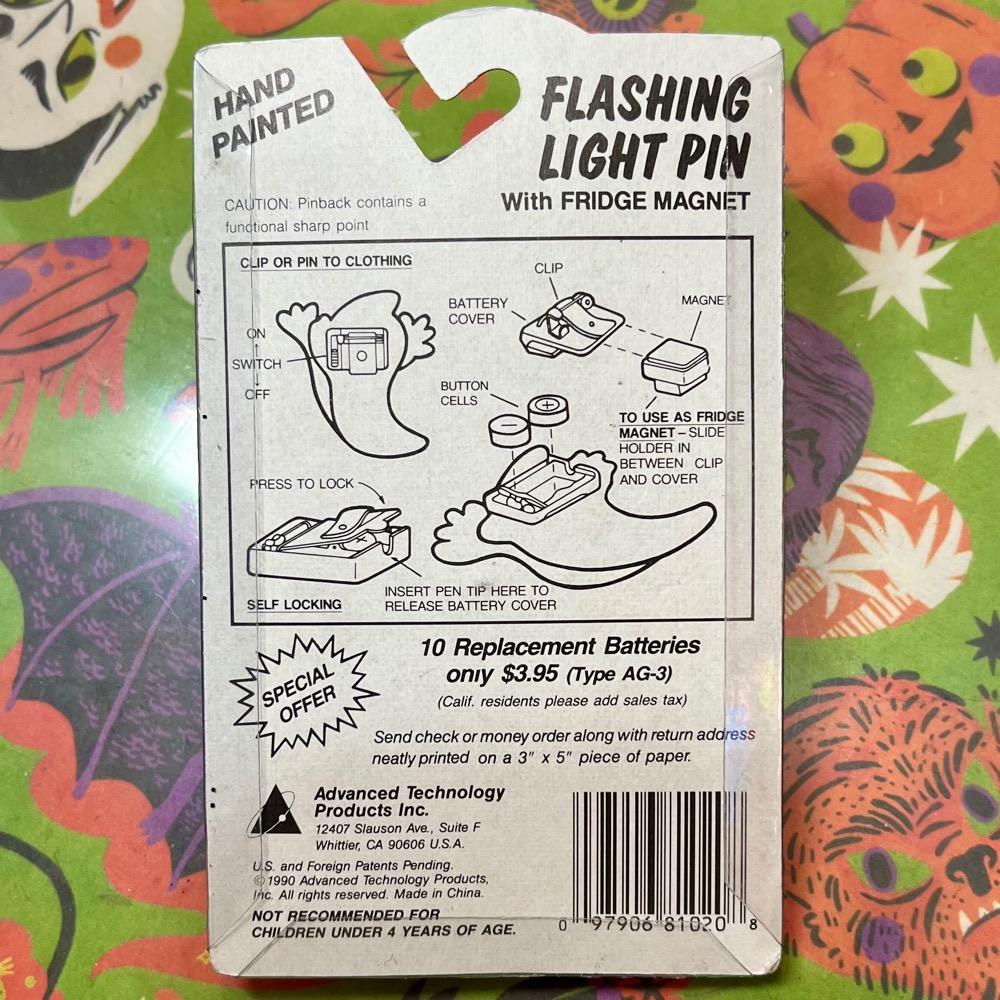 HAND
PAINTED
FLASHING
LIGHT PIN
With FRIDGE MAGNET
CAUTION: Pinback contains a
functional sharp point
CLIP OR PIN TO CLOTHING
ON
SWITCH
OFF
CLIP
BATTERY
COVER
MAGNET
BUTTON
CELLS
TO USE AS FRIDGE
MAGNET – SLIDE
HOLDER IN
BETWEEN CLIP
AND COVER
PRESS TO LOCK
SELF LOCKING
INSERT PEN TIP HERE TO
RELEASE BATTERY COVER
SPECIAL
OFFER
10 Replacement Batteries
only $3.95 (Type AG-3)
(Calif. residents please add sales tax)
Send check or money order along with return address
neatly printed on a 3" x 5" piece of paper.
Advanced Technology
Products Inc.
12407 Slauson Ave., Suite F
Whittier, CA 90606 U.S.A.
U.S. and Foreign Patents Pending.
©1990 Advanced Technology Products,
Inc. All rights reserved. Made in China.
NOT RECOMMENDED FOR
CHILDREN UNDER 4 YEARS OF AGE.
0 97906 81020 8